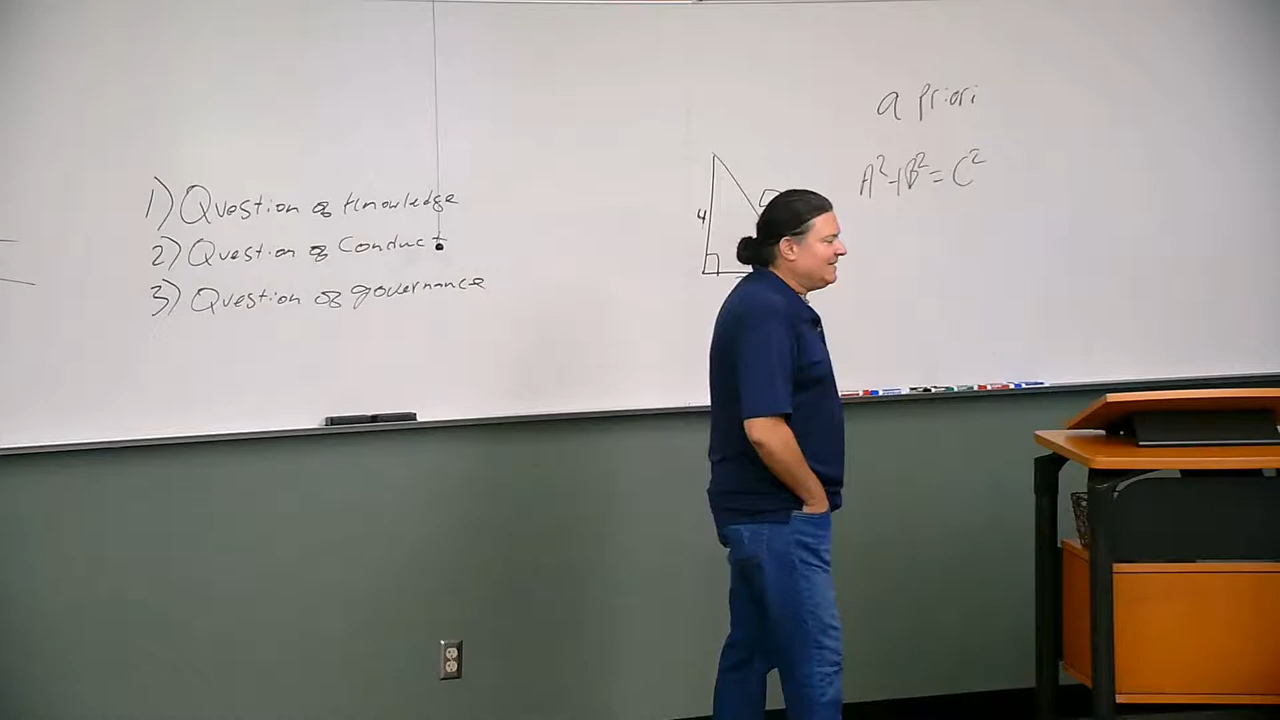 1) Question of Knowledge
2) Question of Conduct
3) Question of governance
4
a Priori
A²+B²=C²